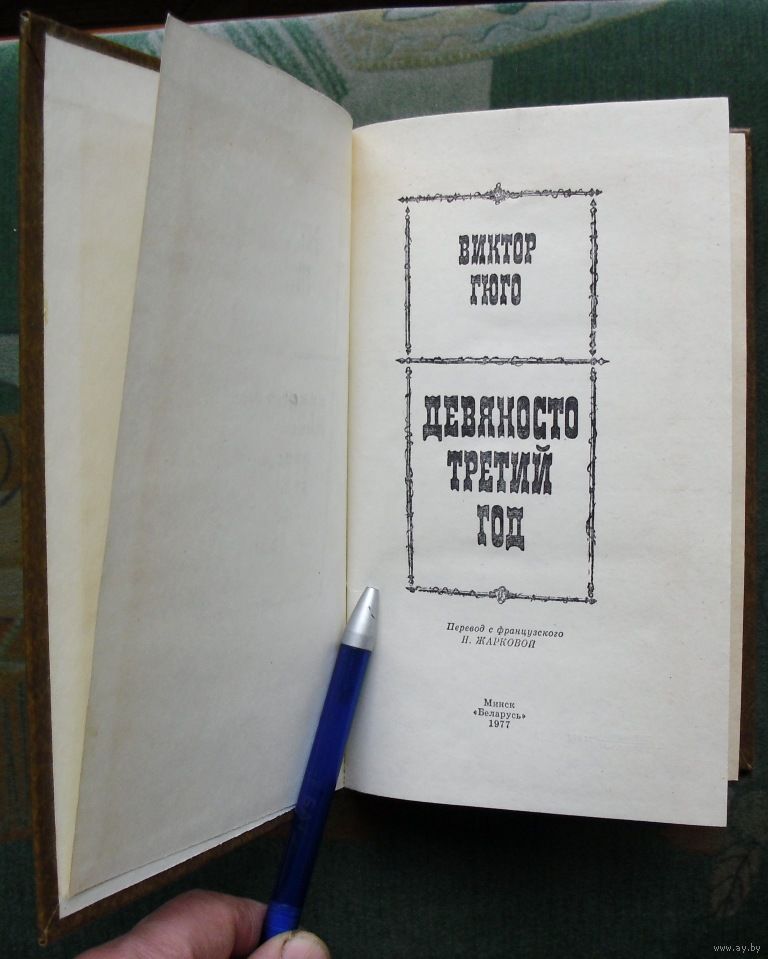 ВИКТОР
ГЮГО
ДЕВЯНОСТО
ТРЕТИЙ
ГОД
Перевод с французского
Н. ЖАРКОВОЙ
Минск
«Беларусь»
1977
www.ay.by